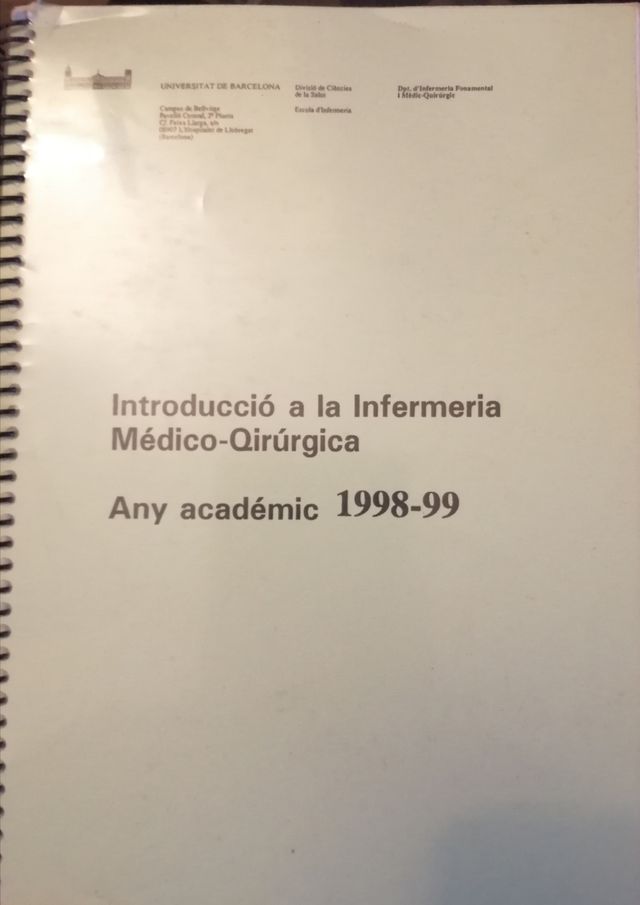 UNIVERSITAT DE BARCELONA
Divisió de Ciències
de la Salut
Escola d'Infermeria
Dpt. d'Infermeria Fonamental
i Mèdic-Quirúrgic
Campus de Bellvitge
Pavelló Central, 3ª Planta
C/ Feixa Llarga, s/n
08907 L'Hospitalet de Llobregat
(Barcelona)
Introducció a la Infermeria
Médico-Qirúrgica
Any académic 1998-99